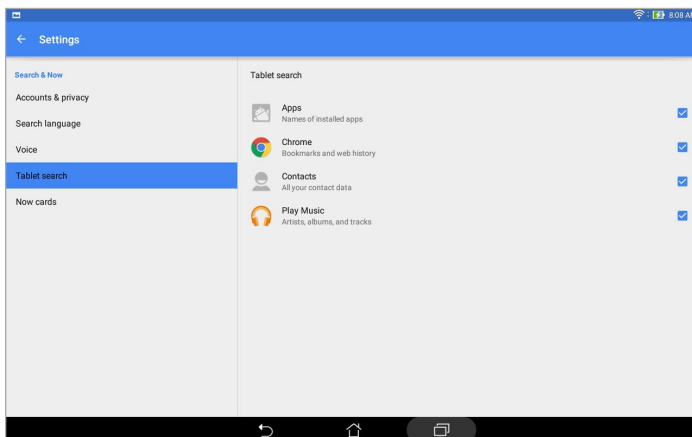 8:08 AM
Settings
Search & Now
Accounts & privacy
Search language
Voice
Tablet search
Now cards
Tablet search
Apps
Names of installed apps
Chrome
Bookmarks and web history
Contacts
All your contact data
Play Music
Artists, albums, and tracks